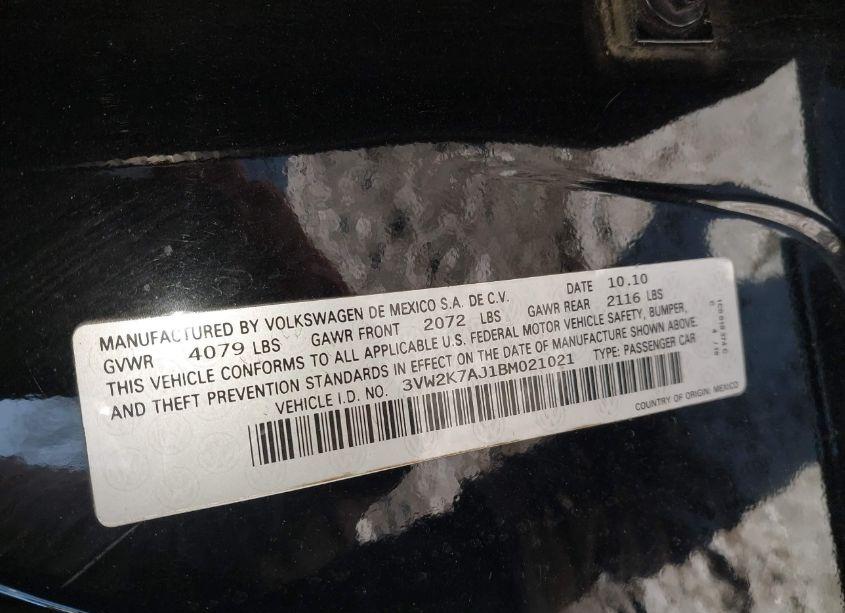 MANUFACTURED BY VOLKSWAGEN DE MEXICO S.A. DE C.V. DATE 10.10
GVWR 4079 LBS GAWR FRONT 2072 LBS GAWR REAR 2116 LBS
THIS VEHICLE CONFORMS TO ALL APPLICABLE U.S. FEDERAL MOTOR VEHICLE SAFETY, BUMPER,
AND THEFT PREVENTION STANDARDS IN EFFECT ON THE DATE OF MANUFACTURE SHOWN ABOVE.
VEHICLE I.D. NO. 3VW2K7AJ1BM021021 TYPE: PASSENGER CAR
COUNTRY OF ORIGIN: MEXICO